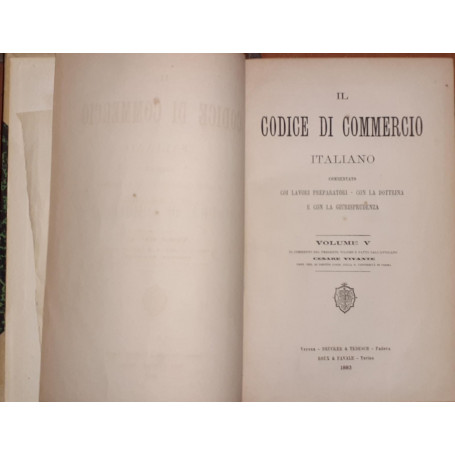 IL
CODICE DI COMMERCIO
ITALIANO
COMMENTATO
COI LAVORI PREPARATORI - CON LA DOTTRINA
E CON LA GIURISPRUDENZA
VOLUME V
CESARE VIVANTE
Verona - DRUCKER & TEDESCHI - Padova
ROUX & FAVALE - Torino
1883